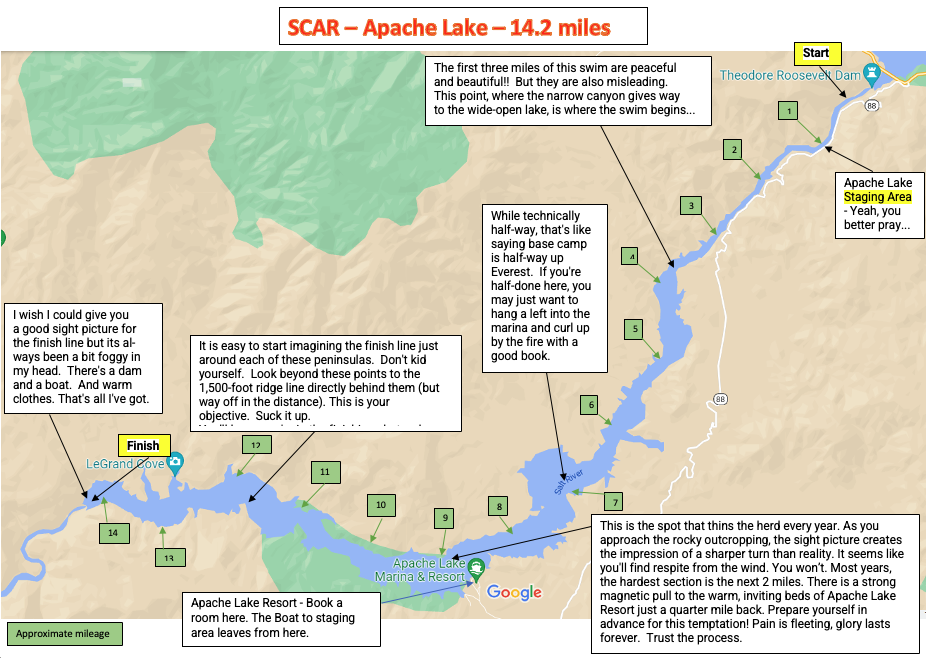 SCAR – Apache Lake – 14.2 miles
Start
Theodore Roosevelt Dam
88
The first three miles of this swim are peaceful
and beautiful!! But they are also misleading.
This point, where the narrow canyon gives way
to the wide-open lake, is where the swim begins...
1
2
Apache Lake
Staging Area
- Yeah, you
better pray...
3
While technically
half-way, that's like
saying base camp
is half-way up
Everest. If you're
half-done here, you
may just want to
hang a left into the
marina and curl up
by the fire with a
good book.
4
5
88
6
I wish I could give you
a good sight picture for
the finish line but its al-
ways been a bit foggy in
my head. There's a dam
and a boat. And warm
clothes. That's all I've got.
It is easy to start imagining the finish line just
around each of these peninsulas. Don't kid
yourself. Look beyond these points to the
1,500-foot ridge line directly behind them (but
way off in the distance). This is your
objective. Suck it up.
Finish
LeGrand Cove
12
11
10
9
8
7
Salt River
14
13
This is the spot that thins the herd every year. As you
approach the rocky outcropping, the sight picture creates
the impression of a sharper turn than reality. It seems like
you'll find respite from the wind. You won't. Most years,
the hardest section is the next 2 miles. There is a strong
magnetic pull to the warm, inviting beds of Apache Lake
Resort just a quarter mile back. Prepare yourself in
advance for this temptation! Pain is fleeting, glory lasts
forever. Trust the process.
Apache Lake
Marina & Resort
Google
Apache Lake Resort - Book a
room here. The Boat to staging
area leaves from here.
Approximate mileage